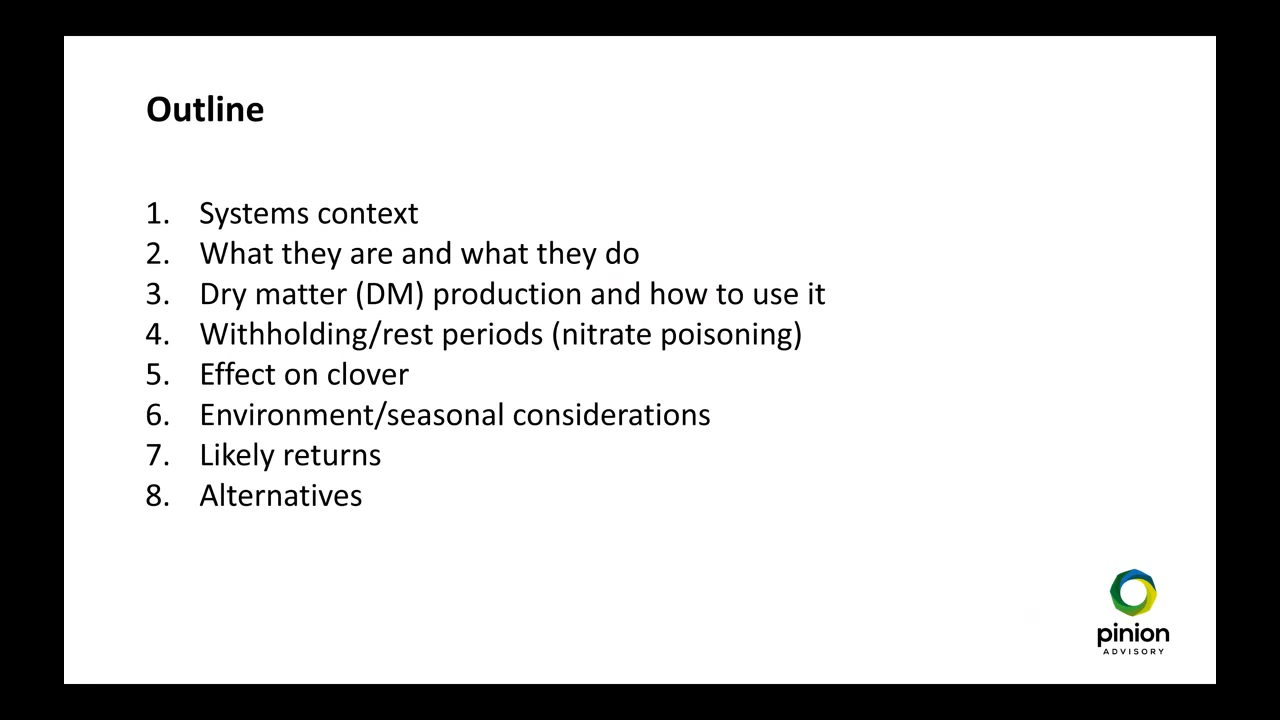 Outline
1. Systems context
2. What they are and what they do
3. Dry matter (DM) production and how to use it
4. Withholding/rest periods (nitrate poisoning)
5. Effect on clover
6. Environment/seasonal considerations
7. Likely returns
8. Alternatives
pinion
ADVISORY